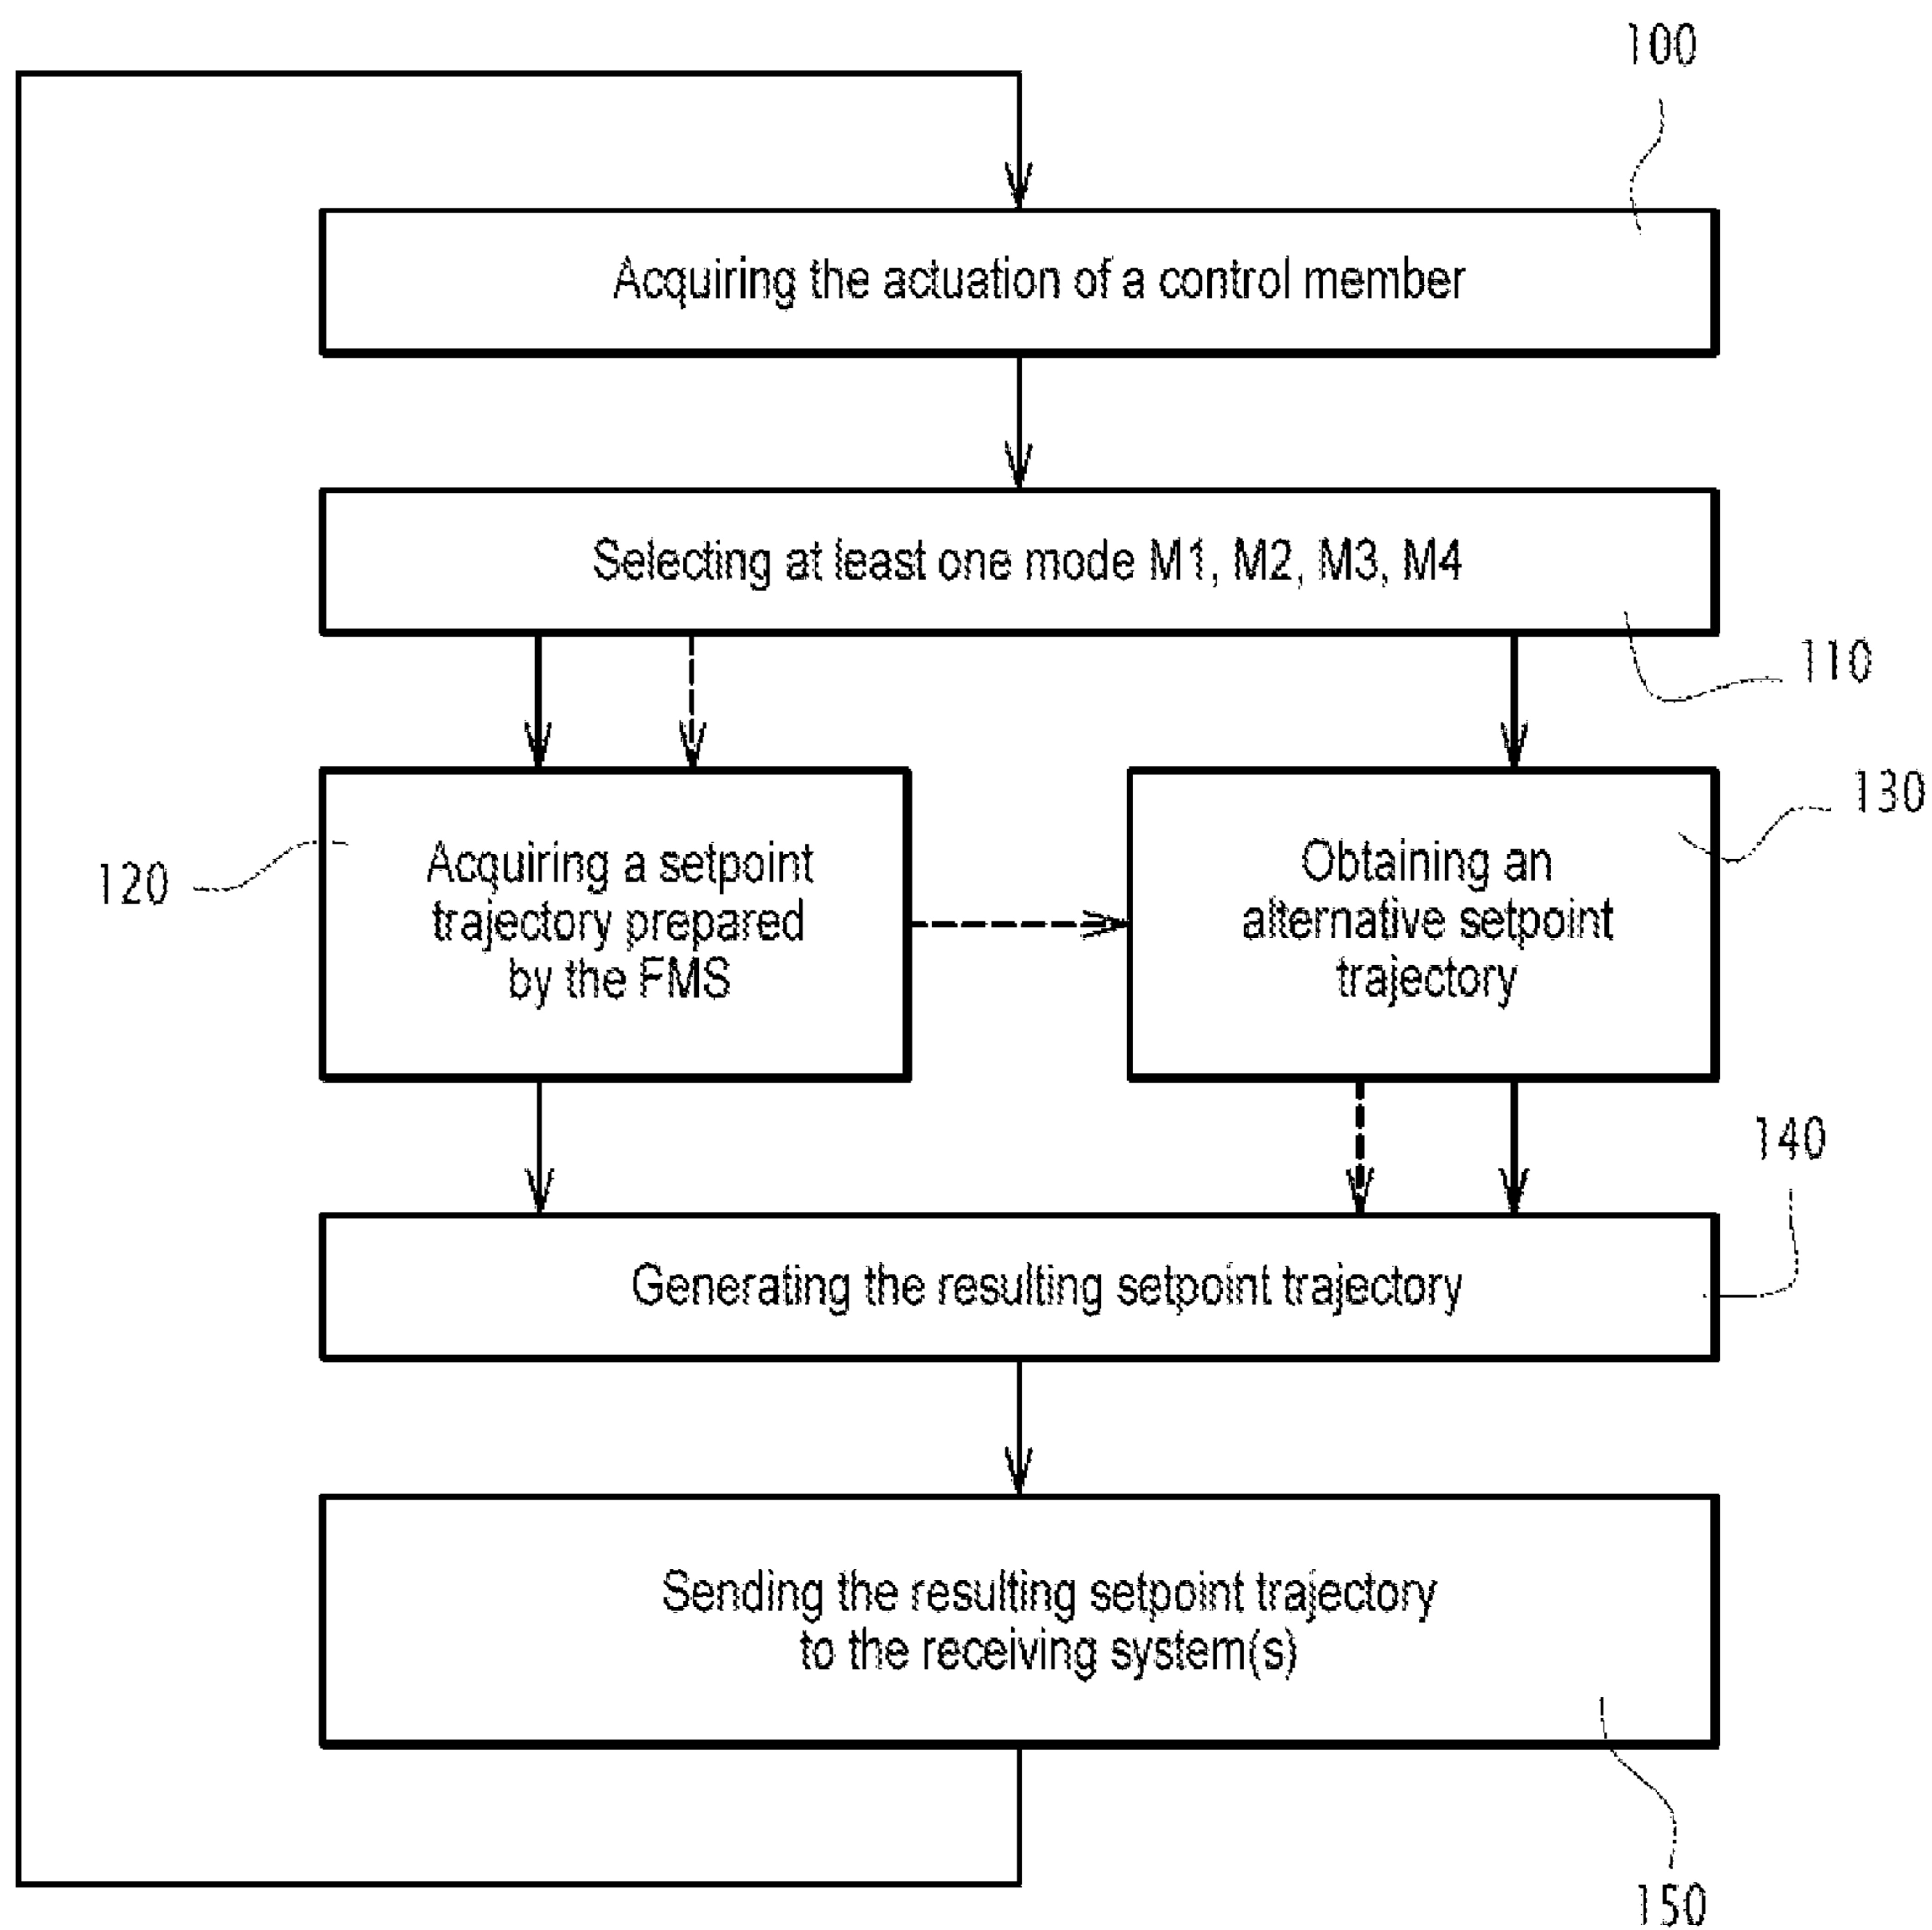 100
Acquiring the actuation of a control member
Selecting at least one mode M1, M2, M3, M4
110
120
Acquiring a setpoint
trajectory prepared
by the FMS
130
Obtaining an
alternative setpoint
trajectory
140
Generating the resulting setpoint trajectory
Sending the resulting setpoint trajectory
to the receiving system(s)
150